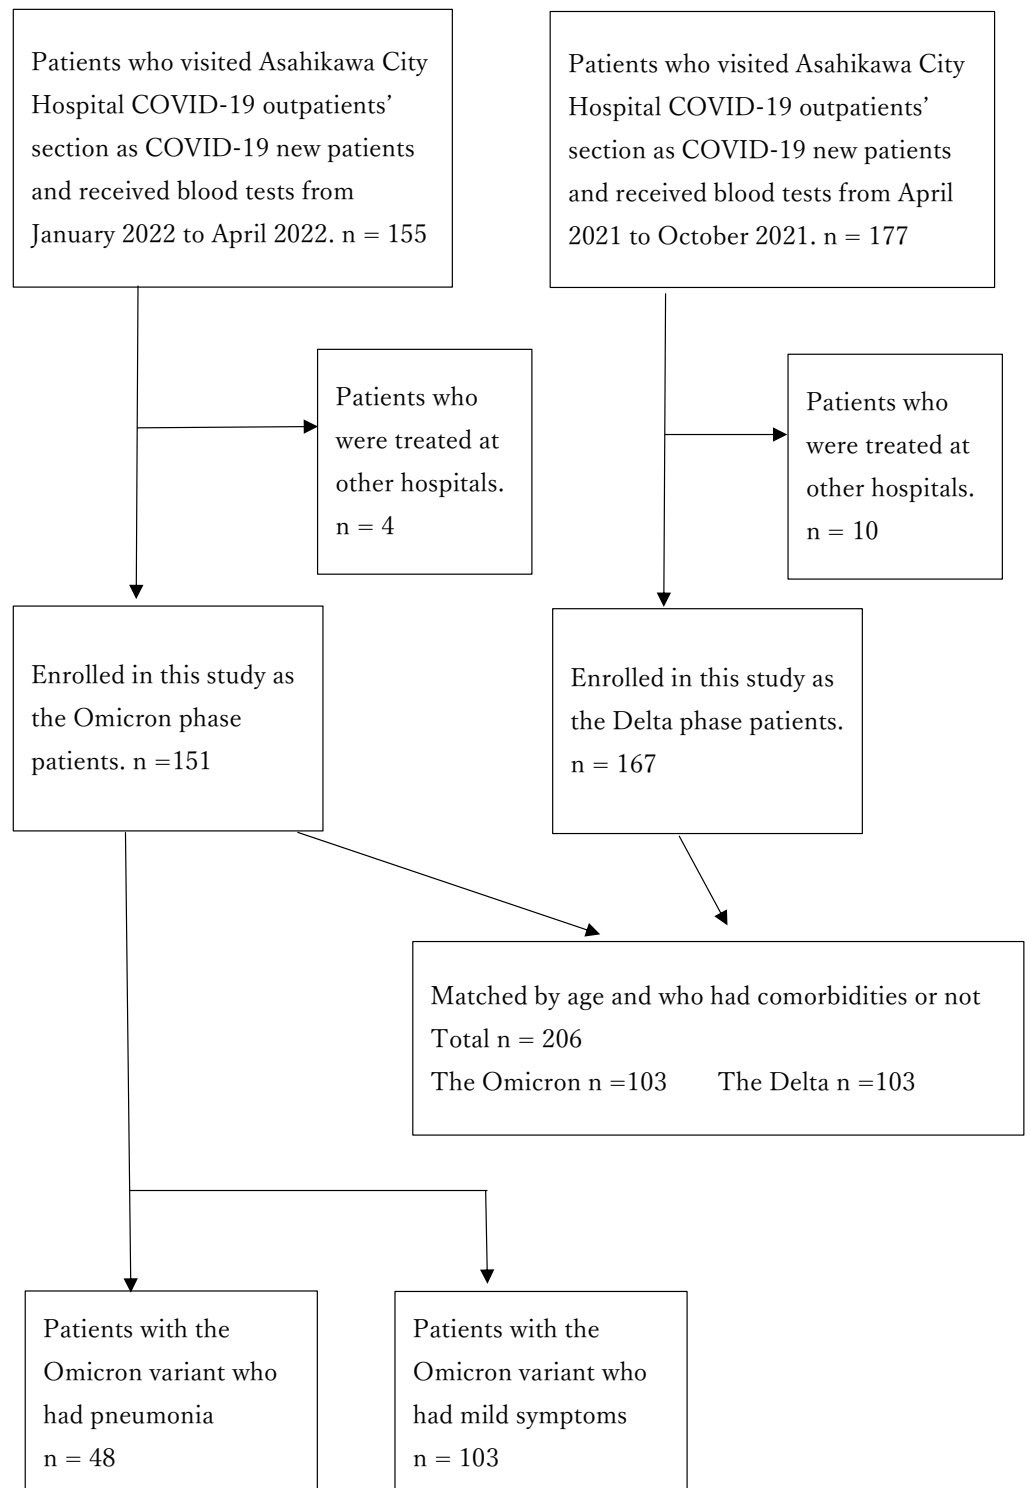 Patients who visited Asahikawa City
Hospital COVID-19 outpatients’
section as COVID-19 new patients
and received blood tests from
January 2022 to April 2022. n = 155
Patients who visited Asahikawa City
Hospital COVID-19 outpatients’
section as COVID-19 new patients
and received blood tests from April
2021 to October 2021. n = 177
Patients who
were treated at
other hospitals.
n = 4
Patients who
were treated at
other hospitals.
n = 10
Enrolled in this study as
the Omicron phase
patients. n =151
Enrolled in this study as
the Delta phase patients.
n = 167
Matched by age and who had comorbidities or not
Total n = 206
The Omicron n =103 The Delta n =103
Patients with the
Omicron variant who
had pneumonia
n = 48
Patients with the
Omicron variant who
had mild symptoms
n = 103